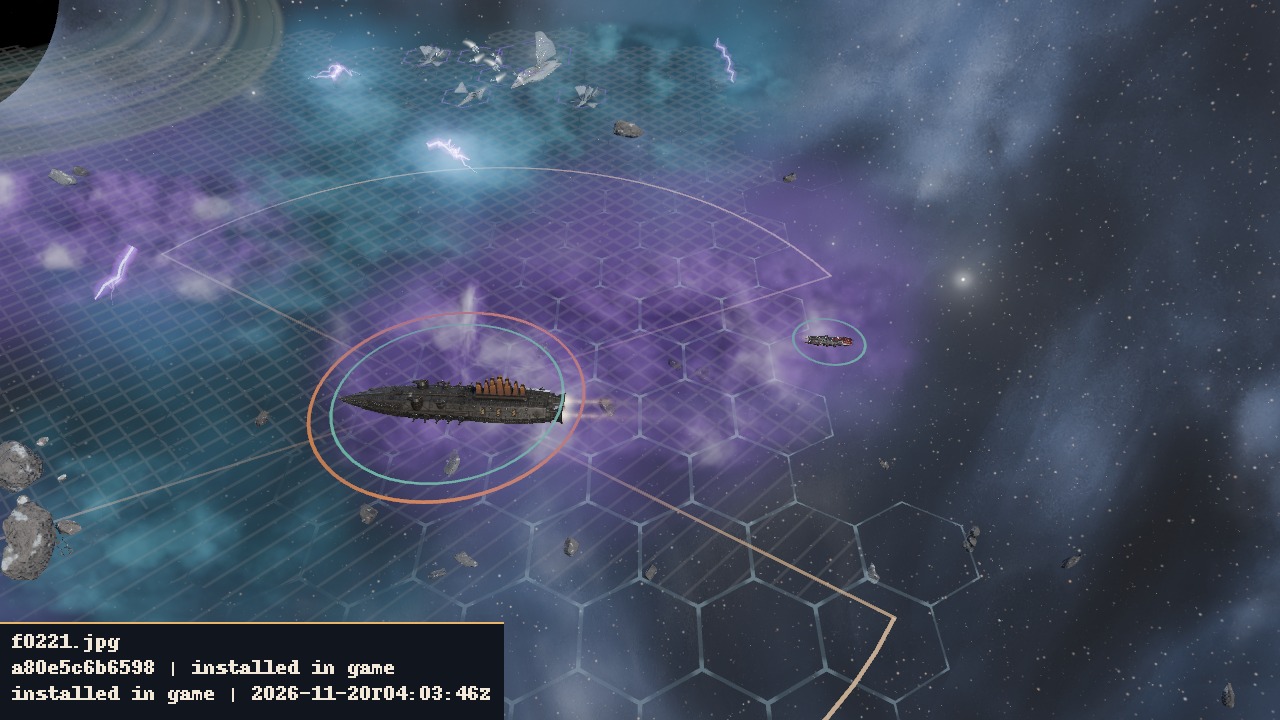 f0221.jpg
a80e5c6b6598 | installed in game
installed in game | 2026-11-20T04:03:46Z